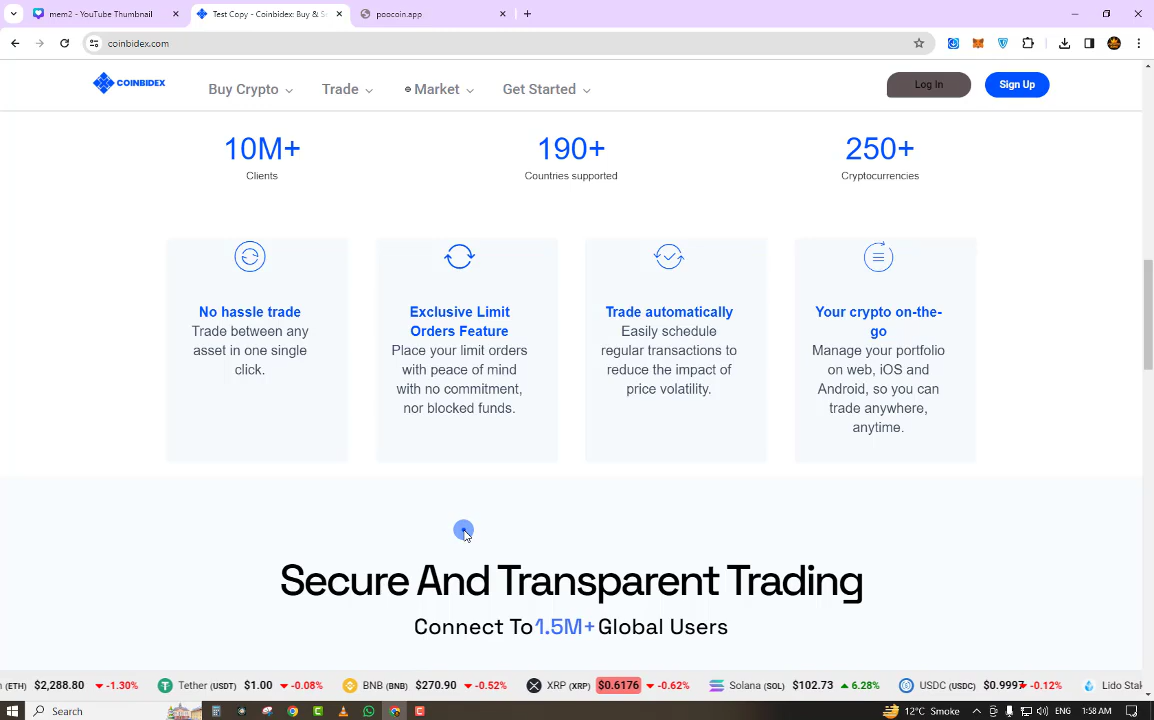 mem2 - YouTube Thumbnail
Test Copy - Coinbidex: Buy & S
poocoin.app
coinbidex.com
COINBIDEX
Buy Crypto
Trade
Market
Get Started
Log In
Sign Up
10M+
190+
250+
Clients
Countries supported
Cryptocurrencies
No hassle trade
Trade between any
asset in one single
click.
Exclusive Limit
Orders Feature
Place your limit orders
with peace of mind
with no commitment,
nor blocked funds.
Trade automatically
Easily schedule
regular transactions to
reduce the impact of
price volatility.
Your crypto on-the-
go
Manage your portfolio
on web, iOS and
Android, so you can
trade anywhere,
anytime.
Secure And Transparent Trading
Connect To 1.5M+ Global Users
(ETH) $2,288.80 -1.30% Tether (USDT) $1.00 -0.08% BNB (BNB) $270.90 -0.52% XRP (XRP) $0.6176 -0.62% Solana (SOL) $102.73 6.28% USDC (USDC) $0.9997 -0.12% Lido Stak
Search
12°C Smoke
ENG
1:58 AM